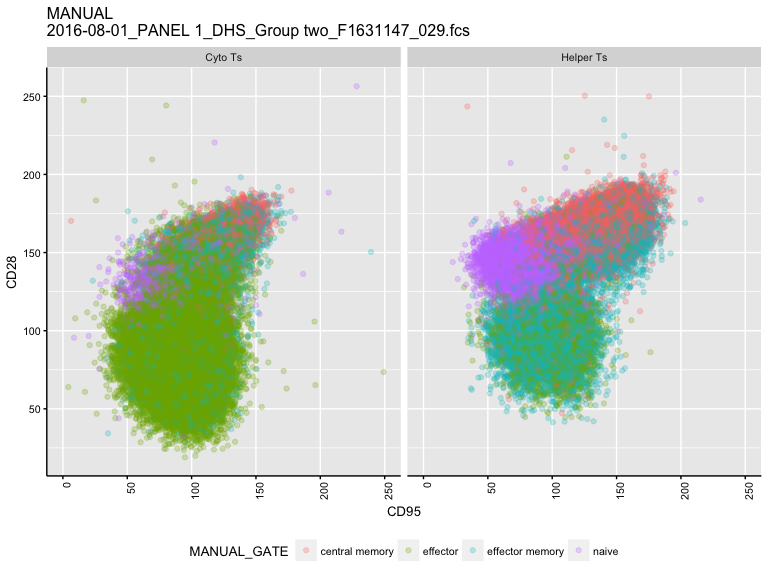 MANUAL
2016-08-01_PANEL 1_DHS_Group two_F1631147_029.fcs
Cyto Ts
Helper Ts
250
200
150
100
50
CD28
0 50 100 150 200 250
0 50 100 150 200 250
CD95
MANUAL_GATE central memory effector effector memory naive